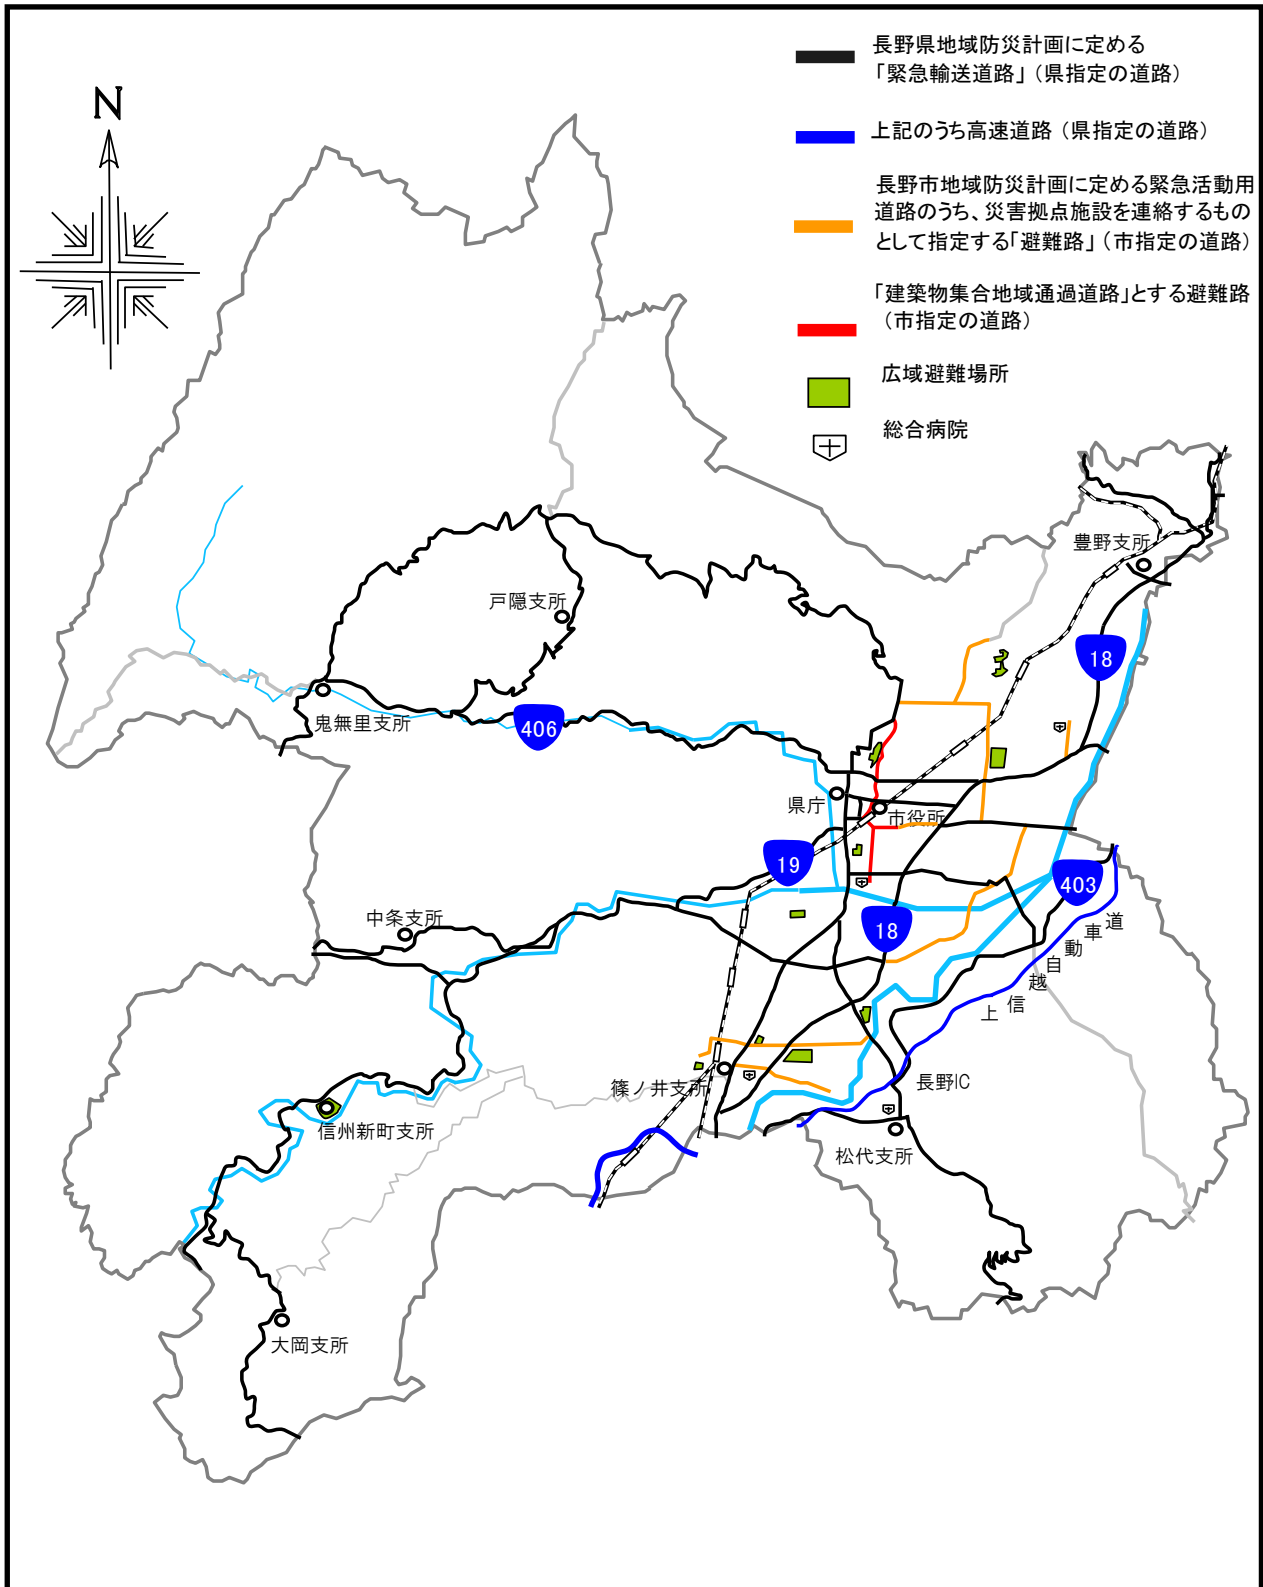 長野県地域防災計画に定める
「緊急輸送道路」（県指定の道路）
N
上記のうち高速道路（県指定の道路）
長野市地域防災計画に定める緊急活動用
道路のうち、災害拠点施設を連絡するもの
として指定する「避難路」（市指定の道路）
「建築物集合地域通過道路」とする避難路
（市指定の道路）
広域避難場所
総合病院
豊野支所
戸隠支所
18
鬼無里支所
406
県庁
市役所
19
403
中条支所
18
上信越自動車道
篠ノ井支所
長野IC
信州新町支所
松代支所
大岡支所